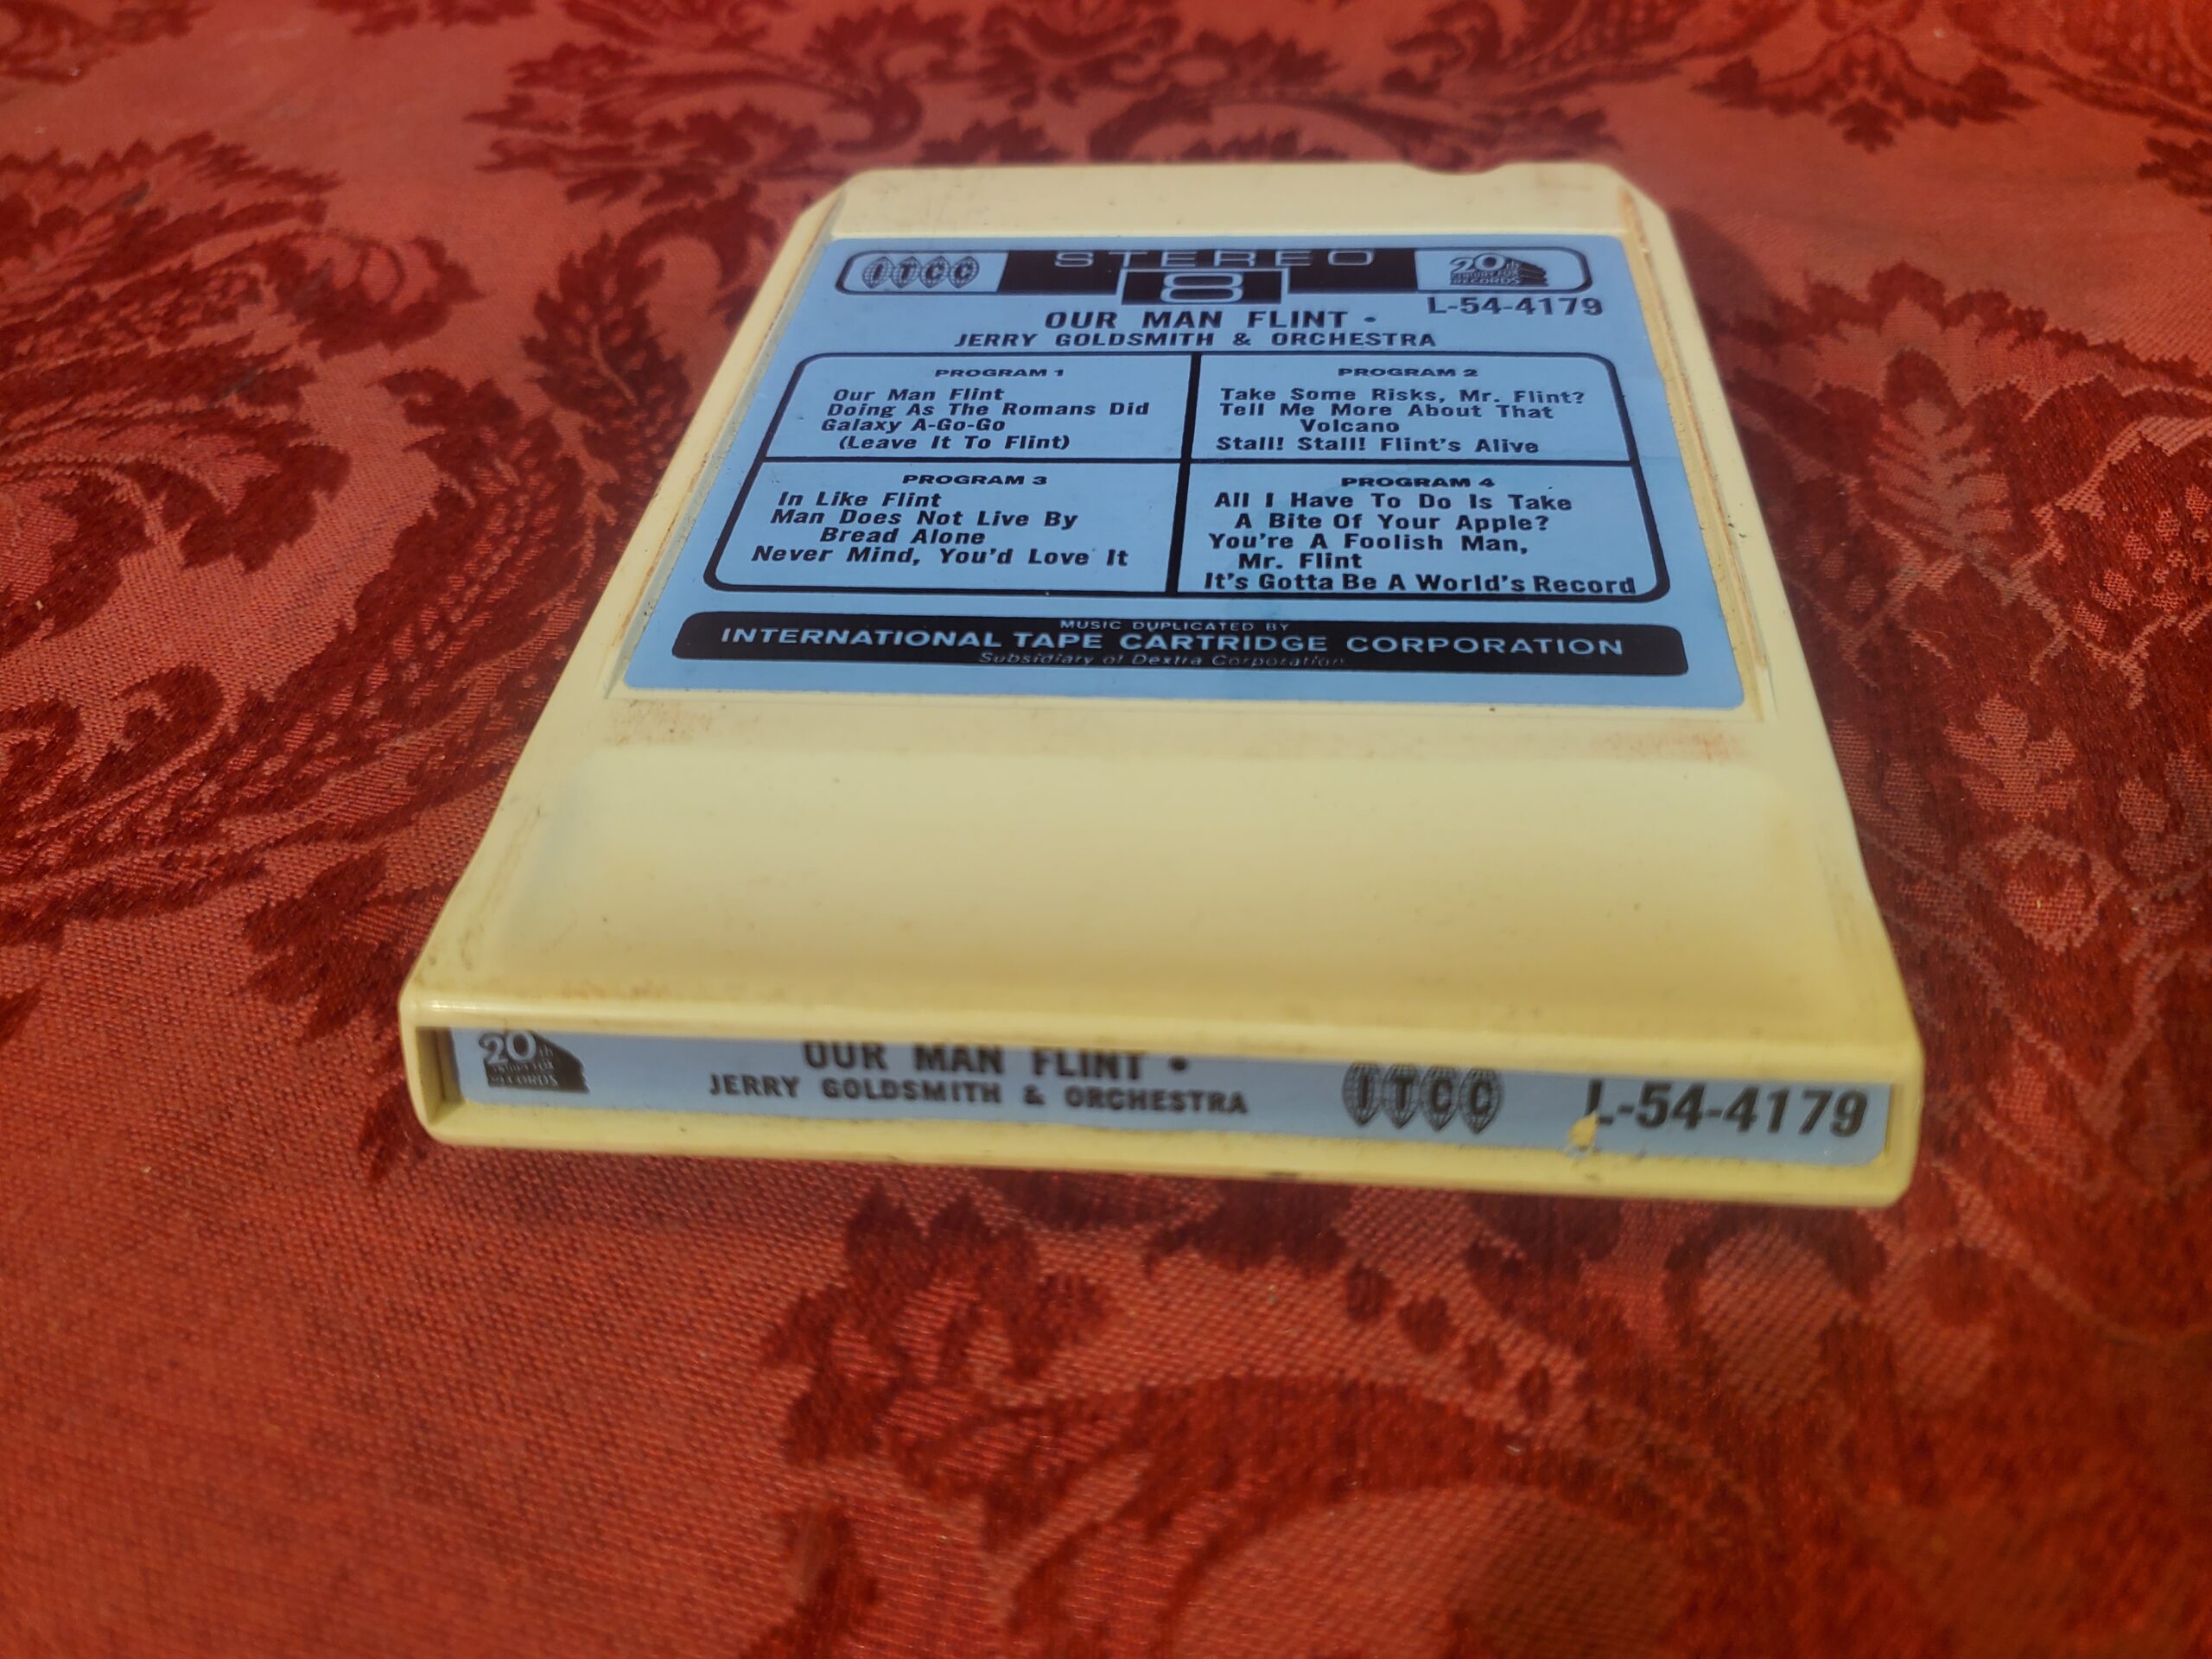 ITCC
STEREO
8
20th
CENTURY FOX
RECORDS
L-54-4179
OUR MAN FLINT •
JERRY GOLDSMITH & ORCHESTRA
PROGRAM 1
Our Man Flint
Doing As The Romans Did
Galaxy A-Go-Go
(Leave It To Flint)
PROGRAM 2
Take Some Risks, Mr. Flint?
Tell Me More About That
Volcano
Stall! Stall! Flint's Alive
PROGRAM 3
In Like Flint
Man Does Not Live By
Bread Alone
Never Mind, You'd Love It
PROGRAM 4
All I Have To Do Is Take
A Bite Of Your Apple?
You're A Foolish Man,
Mr. Flint
It's Gotta Be A World's Record
MUSIC DUPLICATED BY
INTERNATIONAL TAPE CARTRIDGE CORPORATION
Subsidiary of Dextra Corporation
20th
CENTURY FOX
RECORDS
OUR MAN FLINT •
JERRY GOLDSMITH & ORCHESTRA
ITCC
L-54-4179